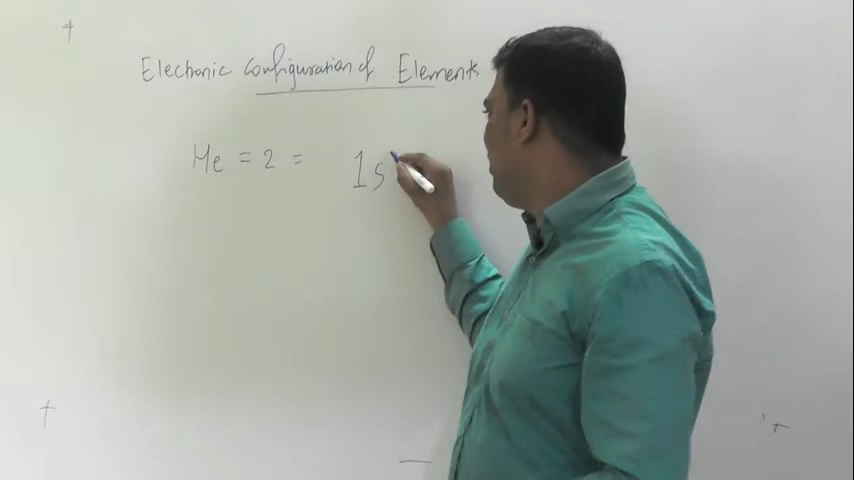 Electronic Configuration of Elements
He = 2 = 1s